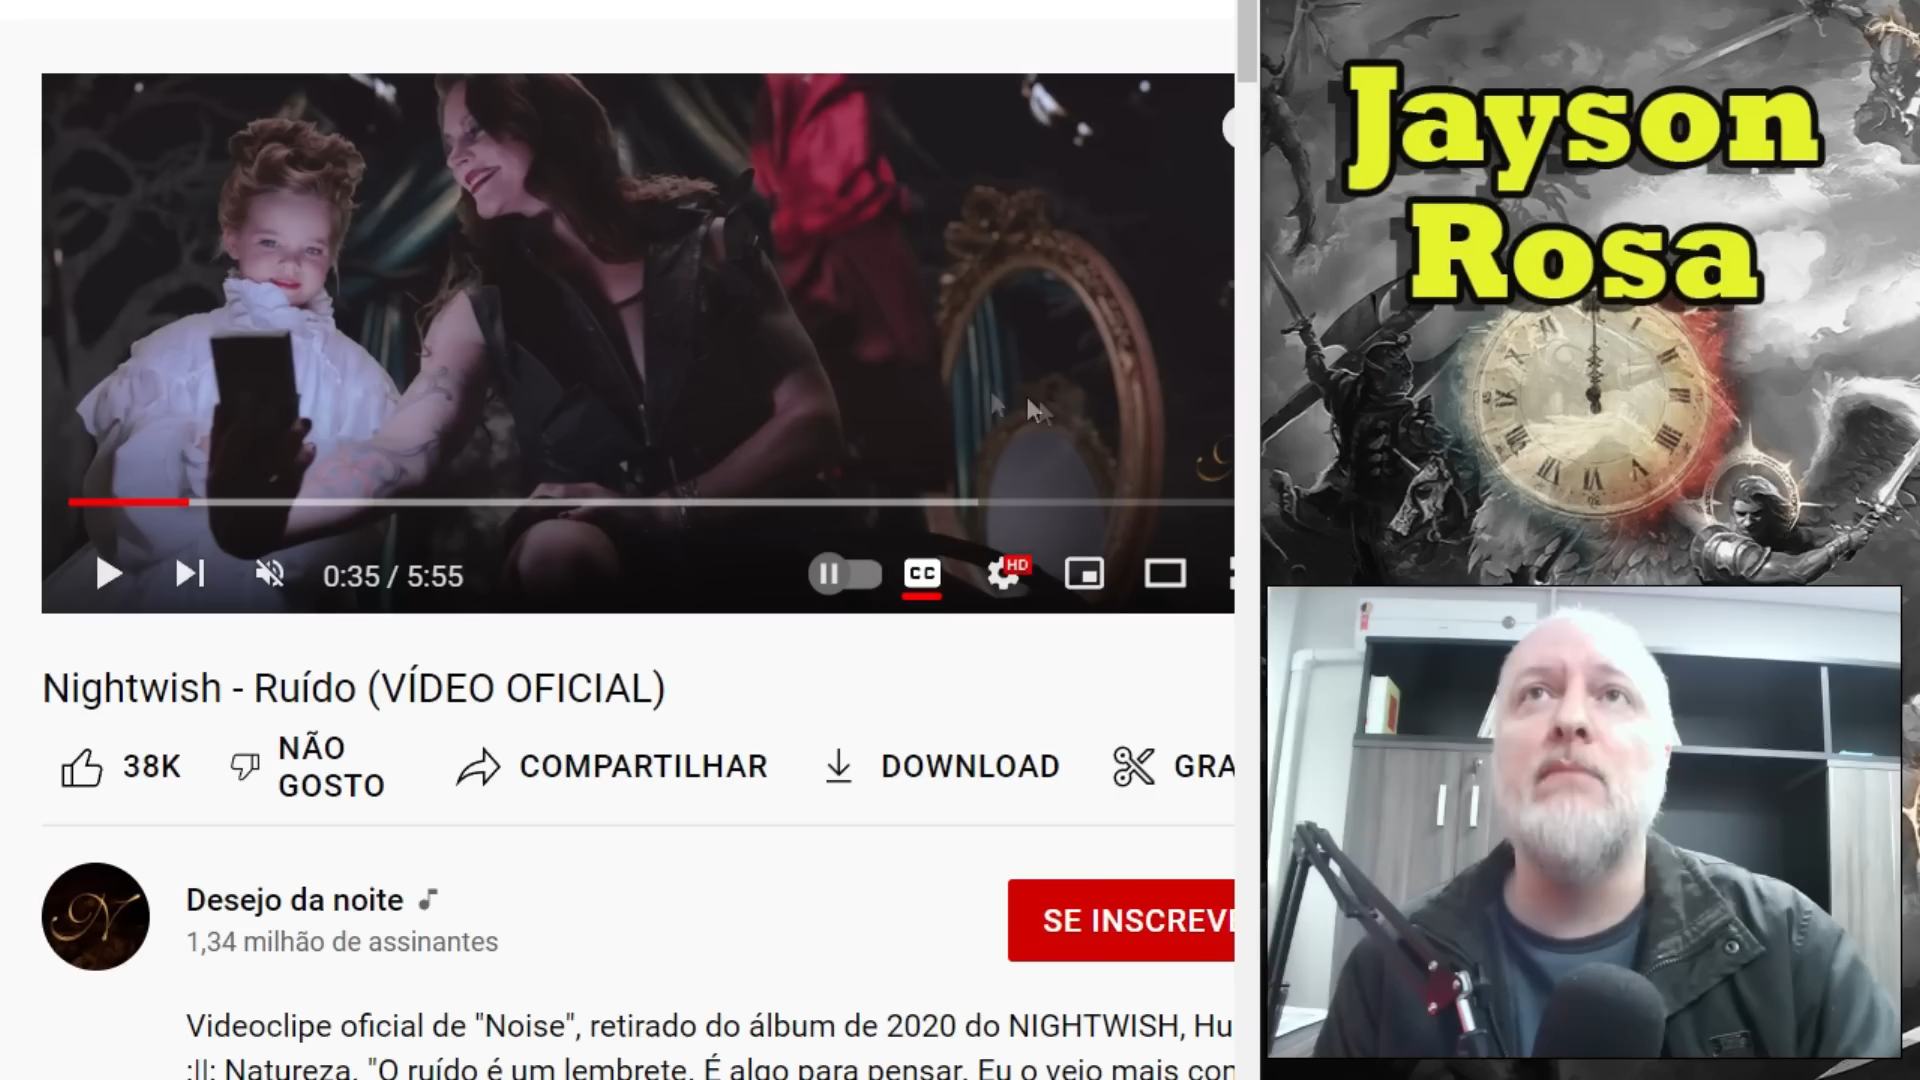 Jayson
Rosa
HD
CC
0:35 / 5:55
Nightwish - Ruído (VÍDEO OFICIAL)
38K
NÃO
GOSTO
COMPARTILHAR
DOWNLOAD
GRA
Desejo da noite
1,34 milhão de assinantes
SE INSCREVE
Videoclipe oficial de "Noise", retirado do álbum de 2020 do NIGHTWISH, Hu
:||: Natureza. "O ruído é um lembrete. É algo para pensar. Eu o vejo mais con